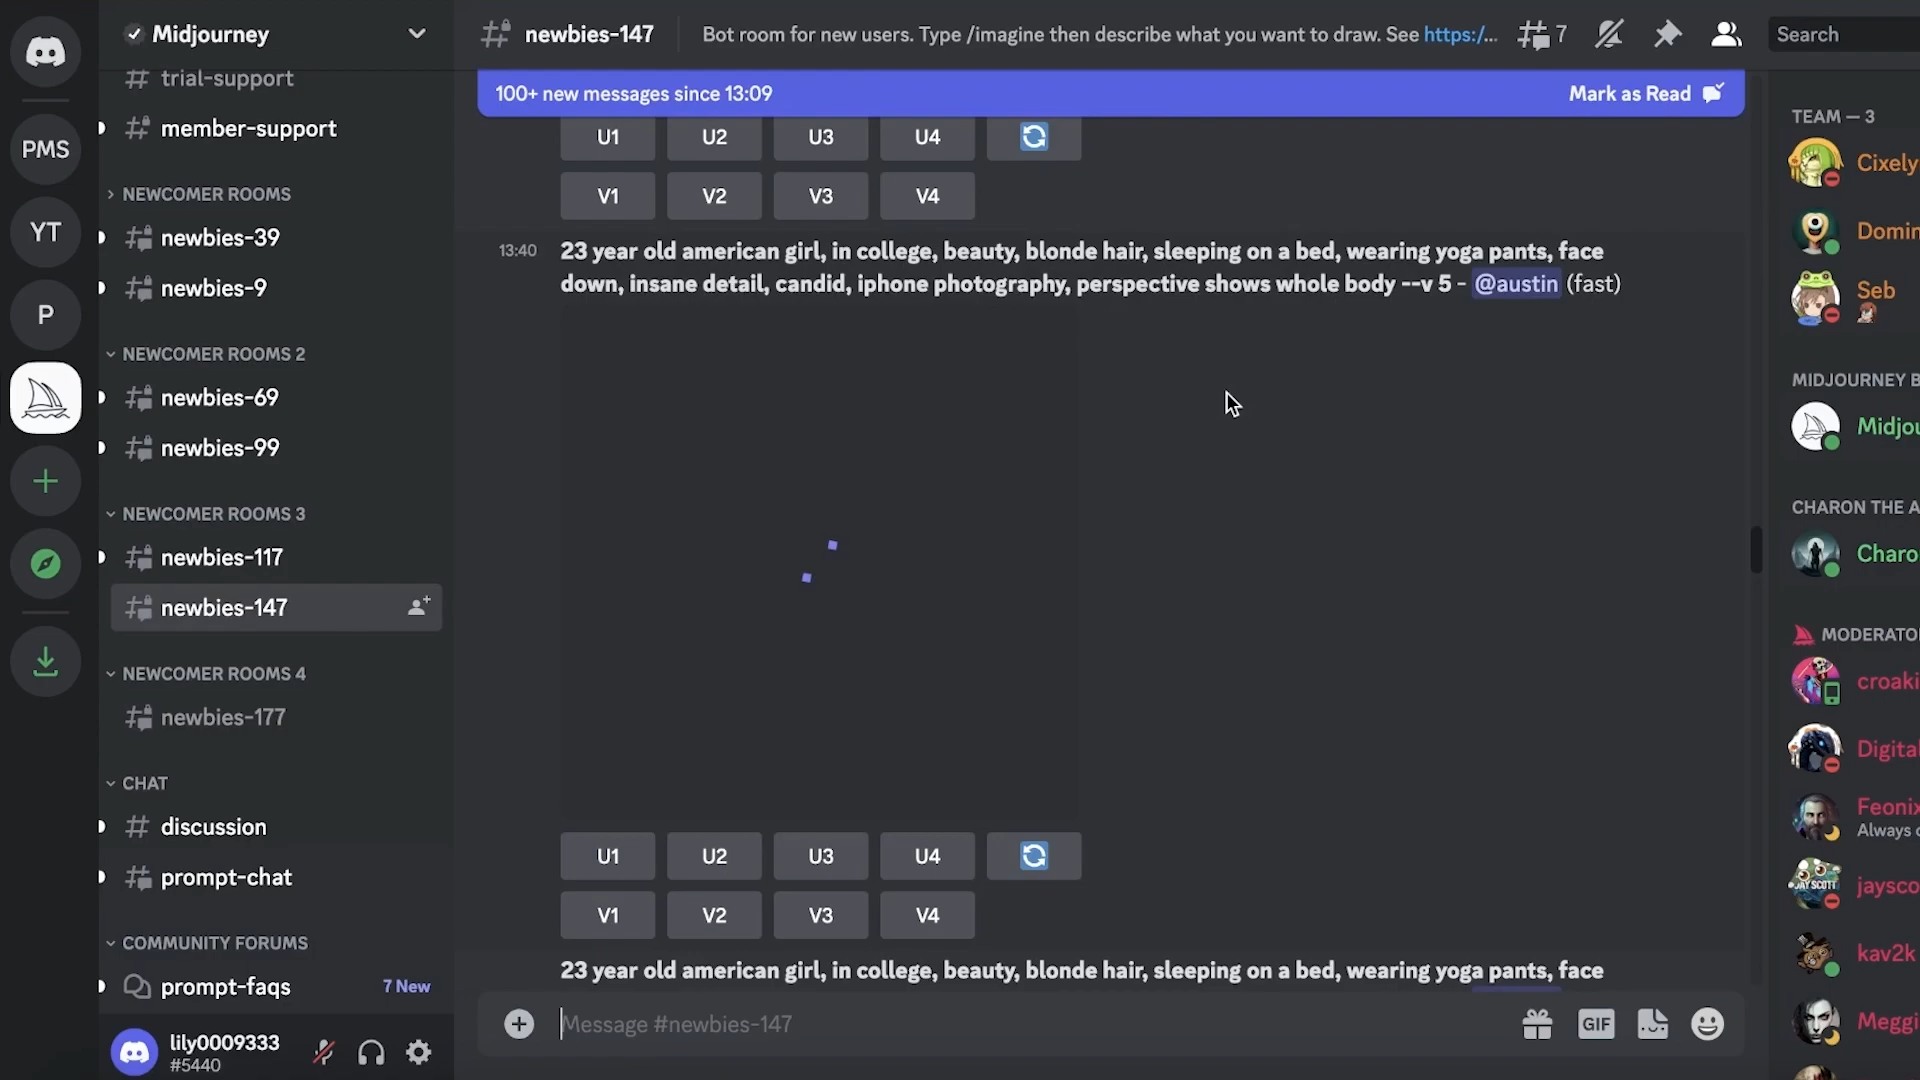 Midjourney
trial-support
member-support
NEWCOMER ROOMS
newbies-39
newbies-9
NEWCOMER ROOMS 2
newbies-69
newbies-99
NEWCOMER ROOMS 3
newbies-117
newbies-147
NEWCOMER ROOMS 4
newbies-177
CHAT
discussion
prompt-chat
COMMUNITY FORUMS
prompt-faqs 7 New
lily0009333
#5440
PMS
YT
P
newbies-147 Bot room for new users. Type /imagine then describe what you want to draw. See https:/... 7 Search
100+ new messages since 13:09 Mark as Read
U1 U2 U3 U4
V1 V2 V3 V4
13:40 23 year old american girl, in college, beauty, blonde hair, sleeping on a bed, wearing yoga pants, face
down, insane detail, candid, iphone photography, perspective shows whole body --v 5 - @austin (fast)
U1 U2 U3 U4
V1 V2 V3 V4
23 year old american girl, in college, beauty, blonde hair, sleeping on a bed, wearing yoga pants, face
Message #newbies-147
GIF
TEAM — 3
Cixely
Domin
Seb
MIDJOURNEY B
Midjou
CHARON THE A
Charo
MODERATO
croaki
Digital
Feonix
Always
JAY SCOTT
jaysco
kav2k
Meggi